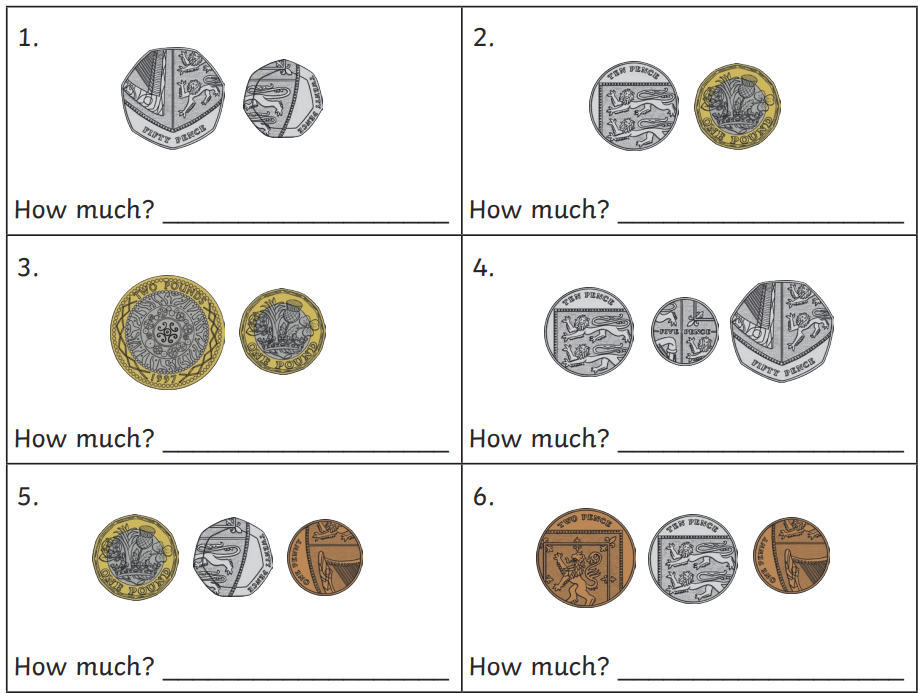 1.
FIFTY PENCE
TWENTY PENCE
How much? ____________________
2.
TEN PENCE
ONE POUND
How much? ____________________
3.
TWO POUNDS
1997
ONE POUND
How much? ____________________
4.
TEN PENCE
FIVE PENCE
FIFTY PENCE
How much? ____________________
5.
ONE POUND
TWENTY PENCE
ONE PENNY
How much? ____________________
6.
TWO PENCE
TEN PENCE
ONE PENNY
How much? ____________________